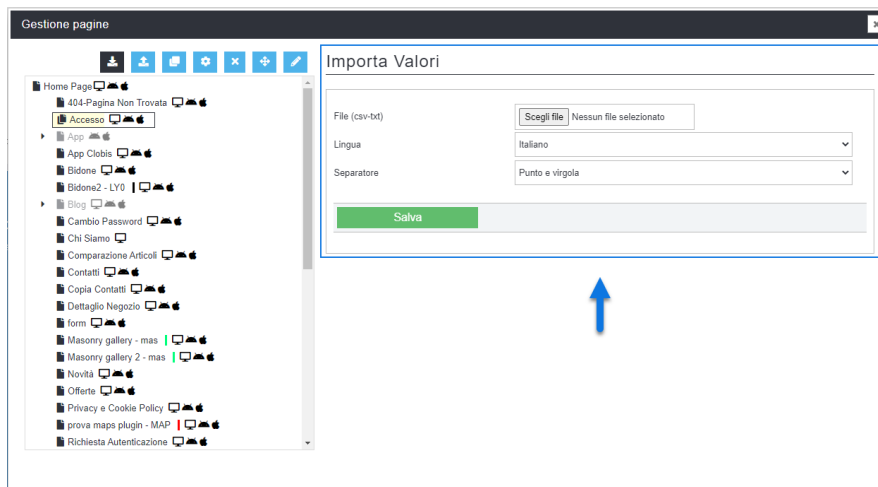 Gestione pagine
Importa Valori
Home Page
404-Pagina Non Trovata
Accesso
App
App Clobis
Bidone
Bidone2 - LY0
Blog
Cambio Password
Chi Siamo
Comparazione Articoli
Contatti
Copia Contatti
Dettaglio Negozio
form
Masonry gallery - mas
Masonry gallery 2 - mas
Novità
Offerte
Privacy e Cookie Policy
prova maps plugin - MAP
Richiesta Autenticazione
File (csv-txt) Scegli file Nessun file selezionato
Lingua Italiano
Separatore Punto e virgola
Salva